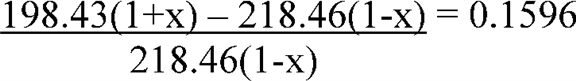 198.43(1+x) – 218.46(1-x) = 0.1596
218.46(1-x)